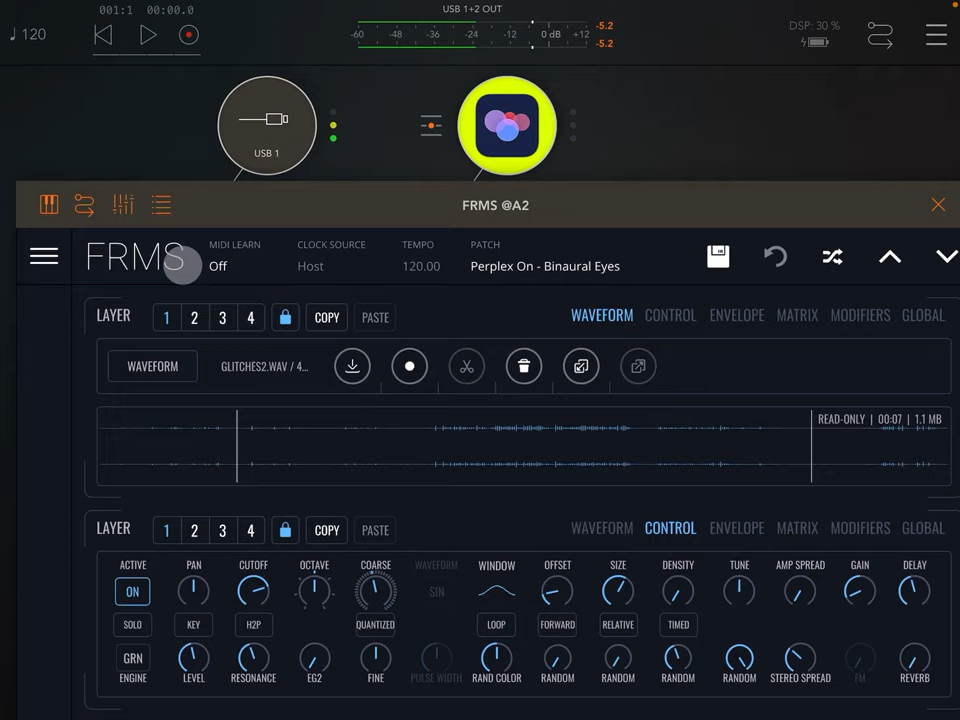 001:1 00:00.0 USB 1+2 OUT
♩ 120
-60 -48 -36 -24 -12 0 dB +12
-5.2
-5.2
DSP: 30 %
USB 1
FRMS @A2
FRMS
MIDI LEARN CLOCK SOURCE TEMPO PATCH
Off Host 120.00 Perplex On - Binaural Eyes
LAYER 1 2 3 4 COPY PASTE WAVEFORM CONTROL ENVELOPE MATRIX MODIFIERS GLOBAL
WAVEFORM GLITCHES2.WAV / 4...
READ-ONLY | 00:07 | 1.1 MB
LAYER 1 2 3 4 COPY PASTE WAVEFORM CONTROL ENVELOPE MATRIX MODIFIERS GLOBAL
ACTIVE PAN CUTOFF OCTAVE COARSE WAVEFORM WINDOW OFFSET SIZE DENSITY TUNE AMP SPREAD GAIN DELAY
ON SIN
SOLO KEY H2P QUANTIZED LOOP FORWARD RELATIVE TIMED
GRN
ENGINE LEVEL RESONANCE EG2 FINE PULSE WIDTH RAND COLOR RANDOM RANDOM RANDOM RANDOM STEREO SPREAD FM REVERB